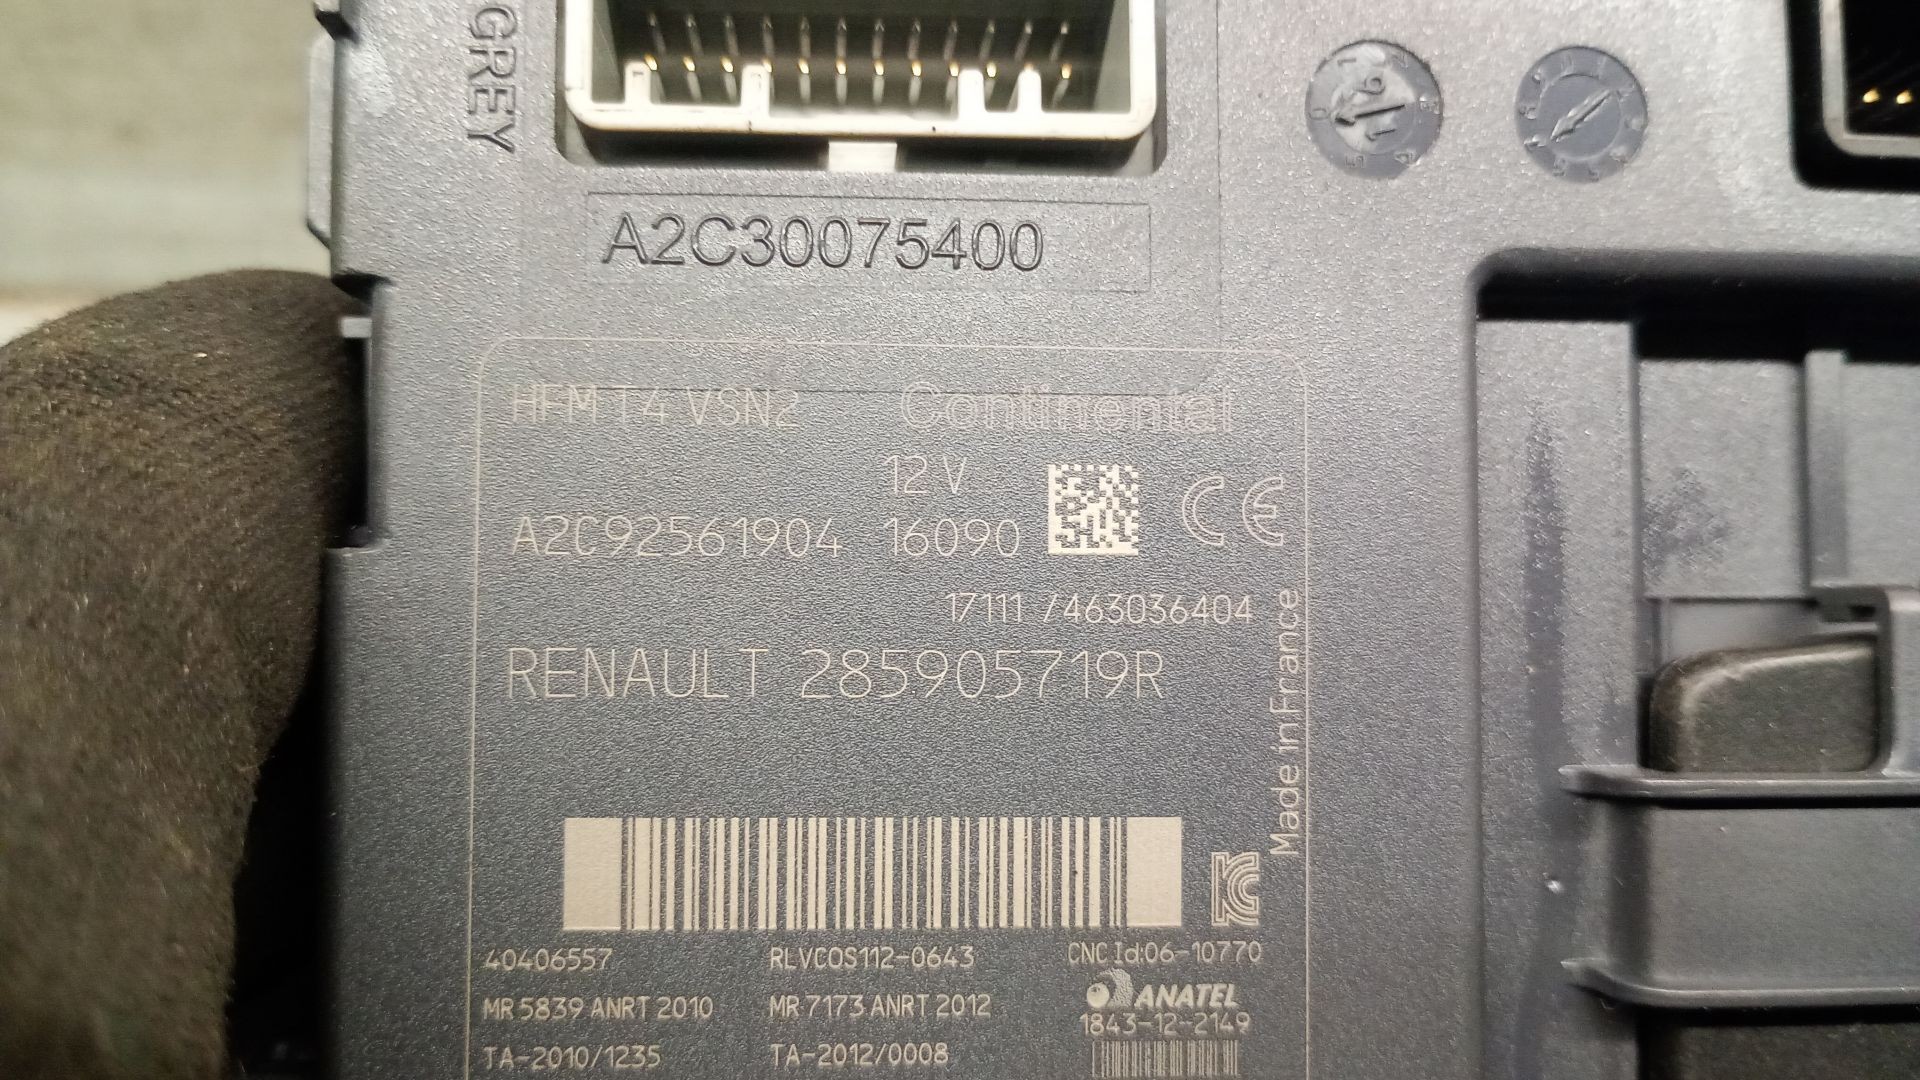 GREY
A2C30075400
HFM T4 VSN2 Continental
12 V
A2C92561904 16090
17111 /463036404
RENAULT 285905719R
Made in France
40406557 RLVCOS112-0643 CNC Id:06-10770
MR 5839 ANRT 2010 MR 7173 ANRT 2012 ANATEL
1843-12-2149
TA-2010/1235 TA-2012/0008